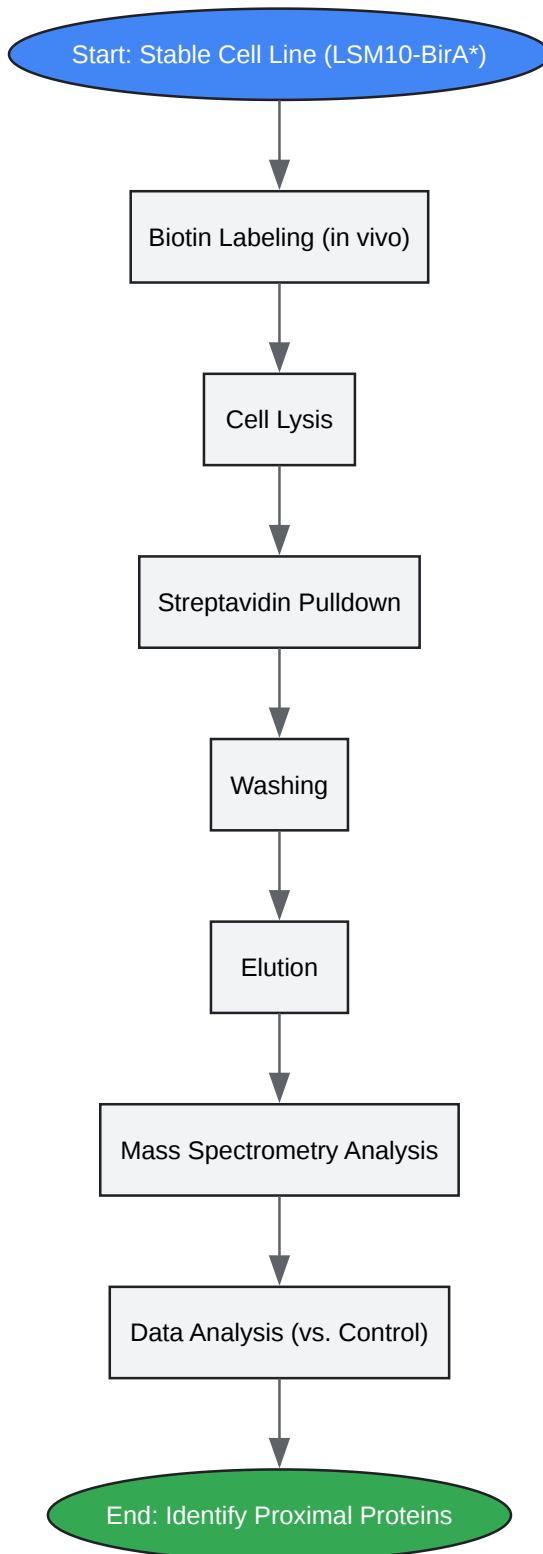 Start: Stable Cell Line (LSM10-BirA*)
Biotin Labeling (in vivo)
Cell Lysis
Streptavidin Pulldown
Washing
Elution
Mass Spectrometry Analysis
Data Analysis (vs. Control)
End: Identify Proximal Proteins